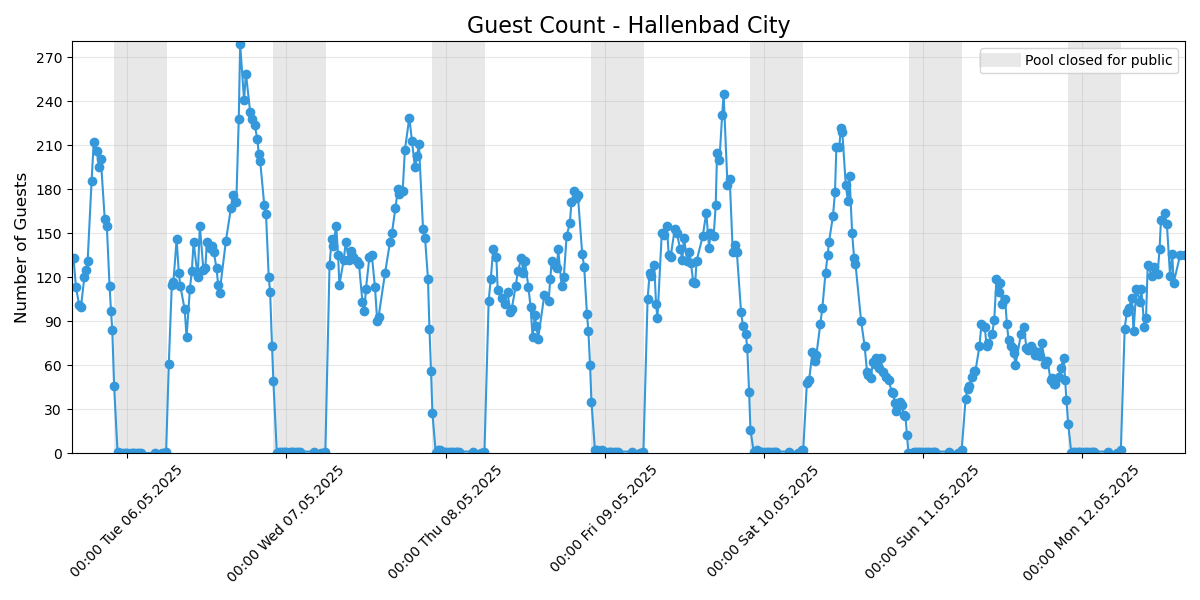 Guest Count - Hallenbad City
Pool closed for public
Number of Guests
270
240
210
180
150
120
90
60
30
0
00:00 Tue 06.05.2025
00:00 Wed 07.05.2025
00:00 Thu 08.05.2025
00:00 Fri 09.05.2025
00:00 Sat 10.05.2025
00:00 Sun 11.05.2025
00:00 Mon 12.05.2025